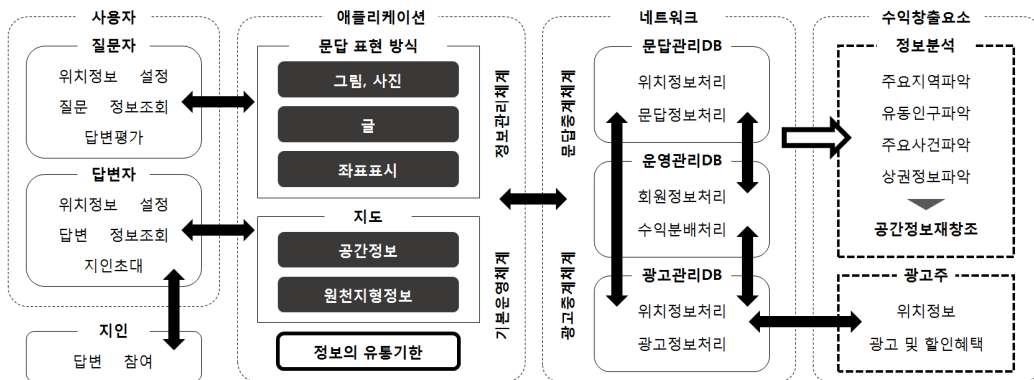 사용자
질문자
위치정보 설정
질문 정보조회
답변평가
답변자
위치정보 설정
답변 정보조회
지인초대
지인
답변 참여
애플리케이션
문답 표현 방식
그림, 사진
글
좌표표시
지도
공간정보
원천지형정보
정보의 유통기한
정보관리체계
기본운영체계
네트워크
문답중계체계
광고중계체계
문답관리DB
위치정보처리
문답정보처리
운영관리DB
회원정보처리
수익분배처리
광고관리DB
위치정보처리
광고정보처리
수익창출요소
정보분석
주요지역파악
유동인구파악
주요사건파악
상권정보파악
공간정보재창조
광고주
위치정보
광고 및 할인혜택